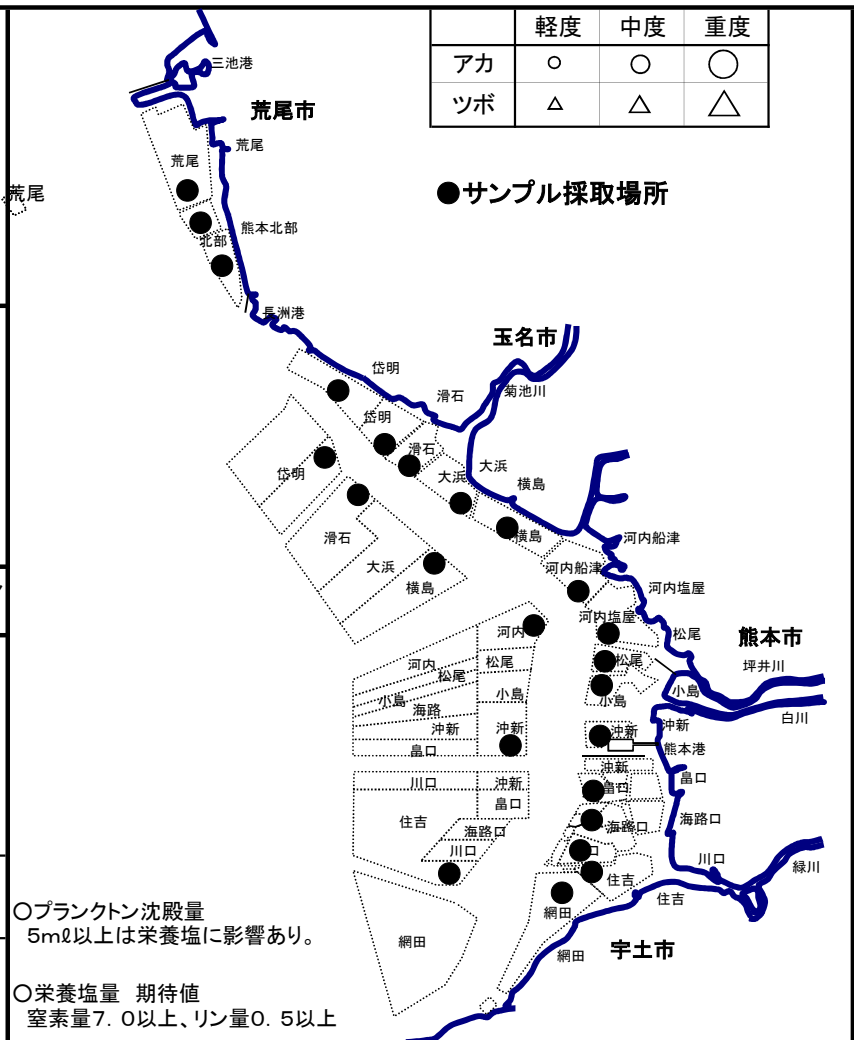 軽度 中度 重度
アカ
ツボ
三池港
荒尾市
荒尾
荒尾
荒尾
●サンプル採取場所
熊本北部
北部
長洲港
玉名市
岱明
滑石
菊池川
岱明
滑石
大浜
大浜
横島
岱明
横島
滑石
大浜
横島
河内船津
河内船津
河内塩屋
河内塩屋
河内
松尾
熊本市
河内
松尾
松尾
坪井川
松尾
小島
小島
小島
小島
海路
白川
沖新
沖新
沖新
沖新
畠口
熊本港
沖新
川口
沖新
畠口
畠口
畠口
住吉
海路口
海路口
海路口
川口
川口
緑川
住吉
住吉
網田
網田
網田
宇土市
○プランクトン沈殿量
5mℓ以上は栄養塩に影響あり。
○栄養塩量 期待値
窒素量7.0以上、リン量0.5以上